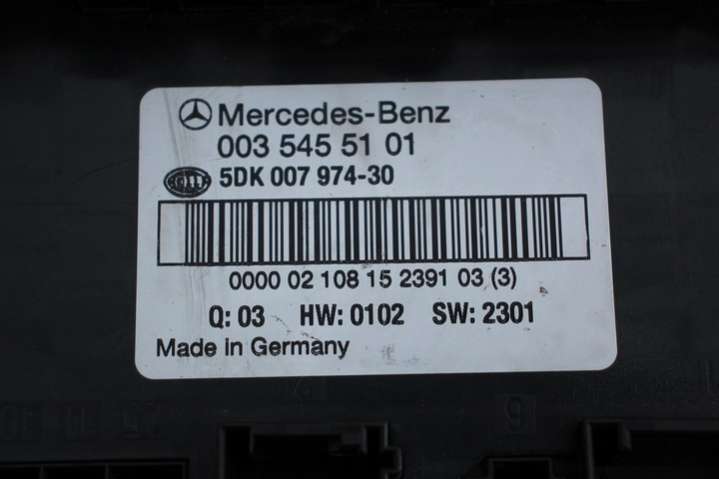 Mercedes-Benz
003 545 51 01
5DK 007 974-30
0000 02 108 15 2391 03 (3)
Q: 03 HW: 0102 SW: 2301
Made in Germany
6